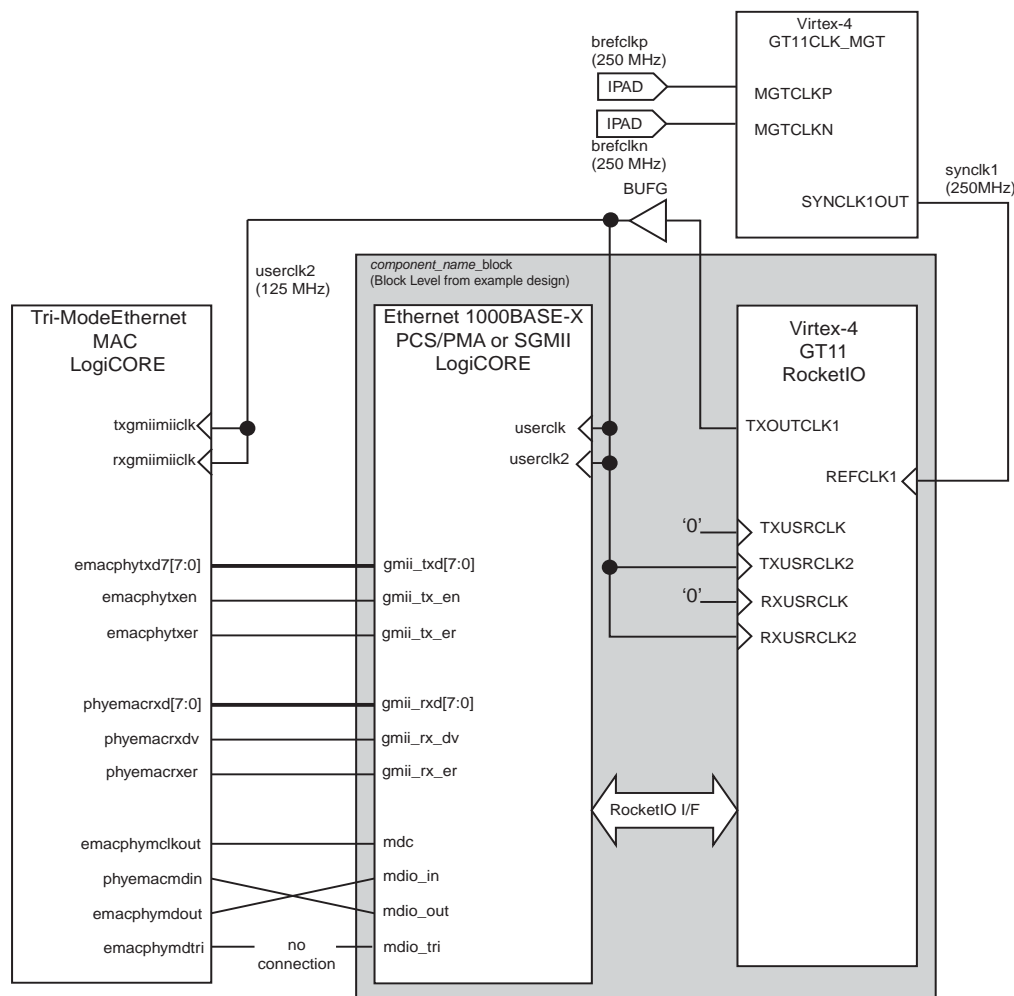 Virtex-4
GT11CLK_MGT
brefclkp
(250 MHz)
IPAD
MGTCLKP
IPAD
MGTCLKN
brefclkn
(250 MHz)
BUFG
synclk1
(250MHz)
SYNCLK1OUT
userclk2
(125 MHz)
component_name_block
(Block Level from example design)
Tri-ModeEthernet
MAC
LogiCORE
Ethernet 1000BASE-X
PCS/PMA or SGMII
LogiCORE
Virtex-4
GT11
RocketIO
txgmiimiiclk
rxgmiimiiclk
userclk
userclk2
TXOUTCLK1
REFCLK1
'0'
TXUSRCLK
TXUSRCLK2
'0'
RXUSRCLK
RXUSRCLK2
emacphytxd7[7:0]
gmii_txd[7:0]
emacphytxen
gmii_tx_en
emacphytxer
gmii_tx_er
phyemacrxd[7:0]
gmii_rxd[7:0]
phyemacrxdv
gmii_rx_dv
phyemacrxer
gmii_rx_er
RocketIO I/F
emacphymclkout
mdc
phyemacmdin
mdio_in
emacphymdout
mdio_out
emacphymdtri
no
connection
mdio_tri